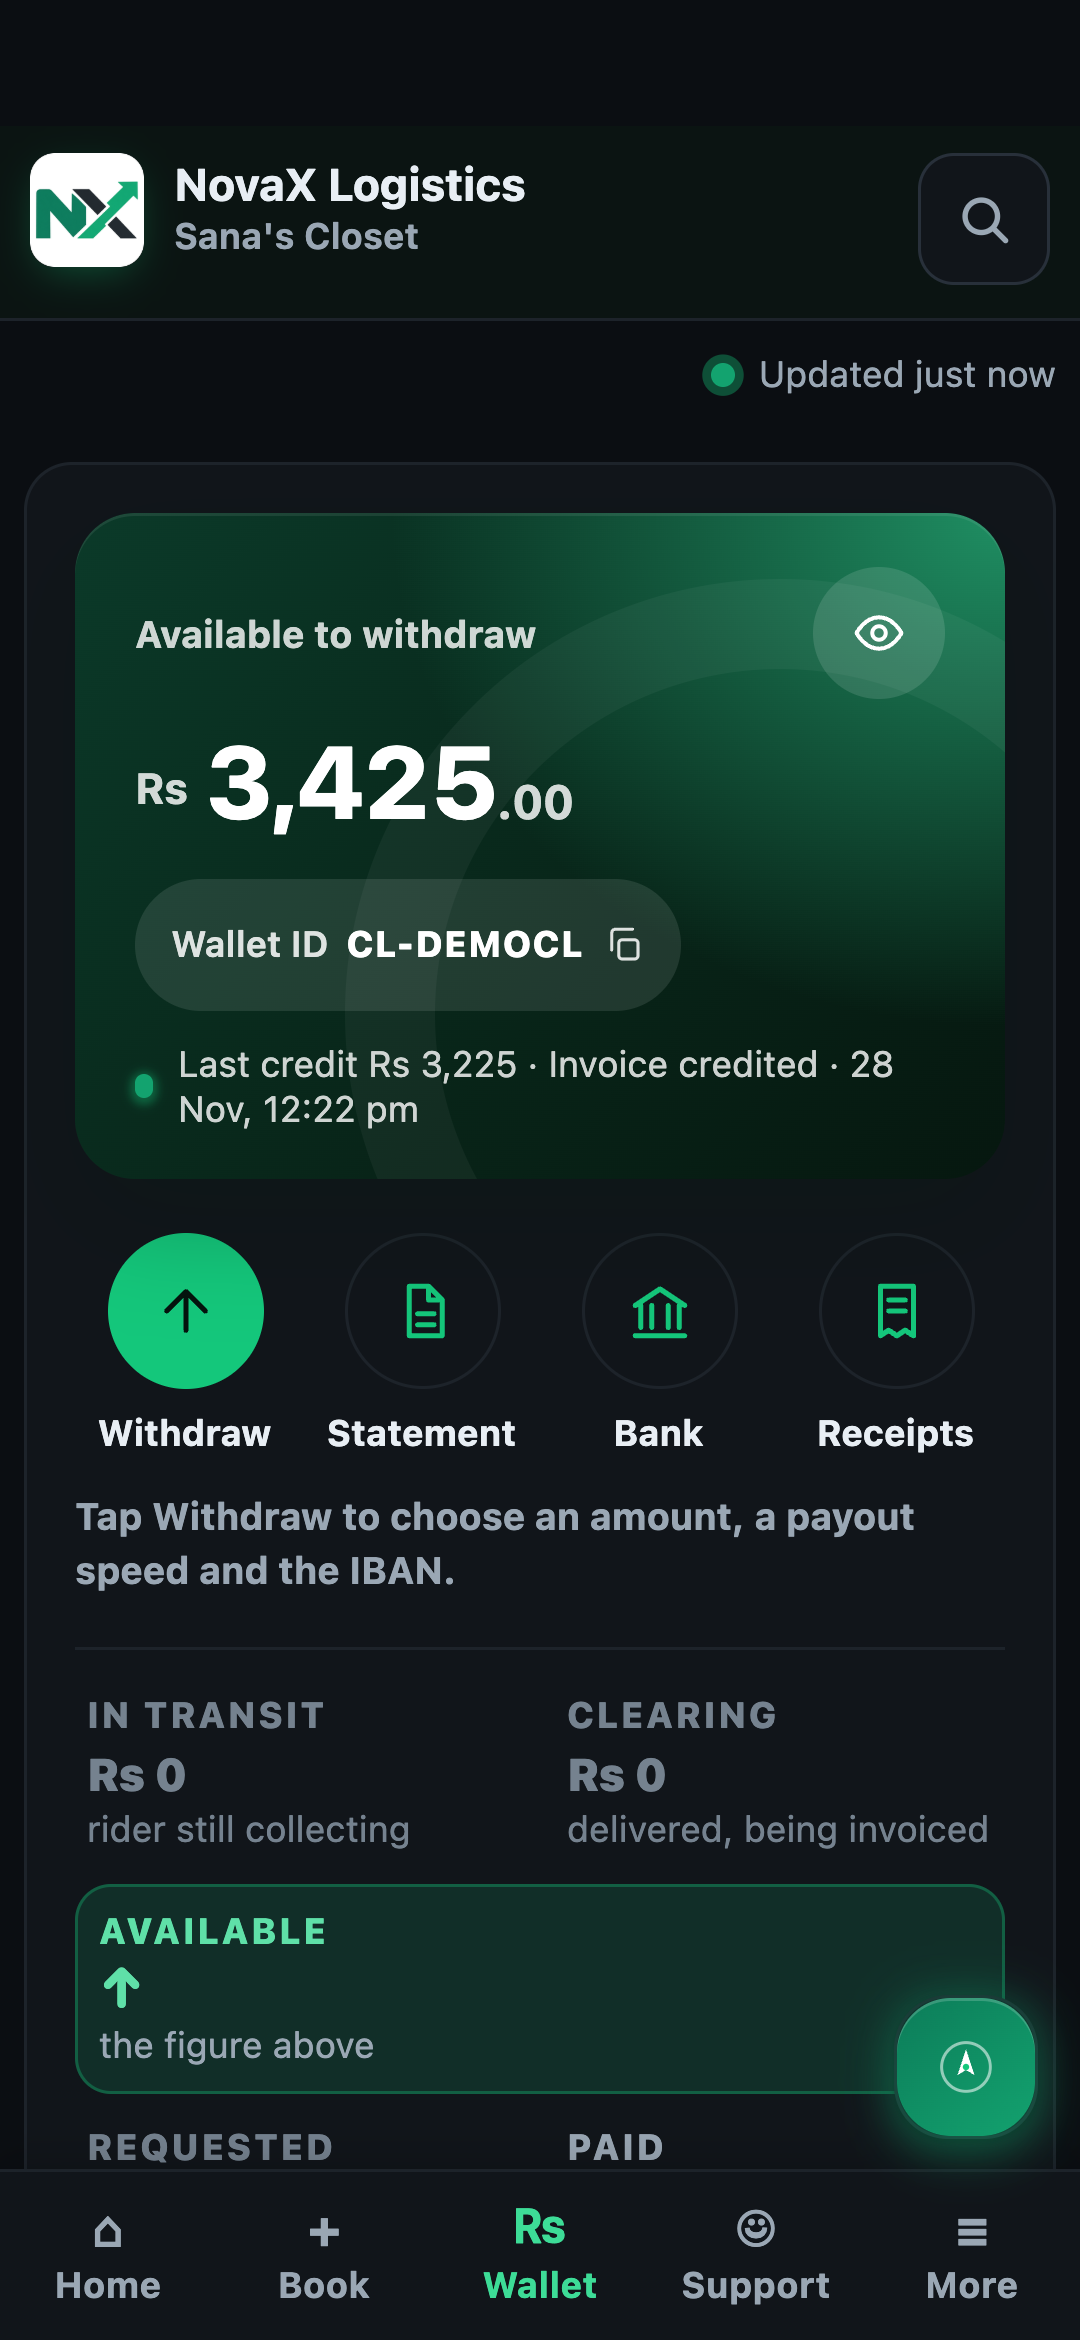 NX
NovaX Logistics
Sana's Closet
Updated just now
Available to withdraw
Rs 3,425.00
Wallet ID CL-DEMOCL
Last credit Rs 3,225 · Invoice credited · 28
Nov, 12:22 pm
Withdraw Statement Bank Receipts
Tap Withdraw to choose an amount, a payout
speed and the IBAN.
IN TRANSIT CLEARING
Rs 0 Rs 0
rider still collecting delivered, being invoiced
AVAILABLE
the figure above
REQUESTED PAID
Rs
Home Book Wallet Support More